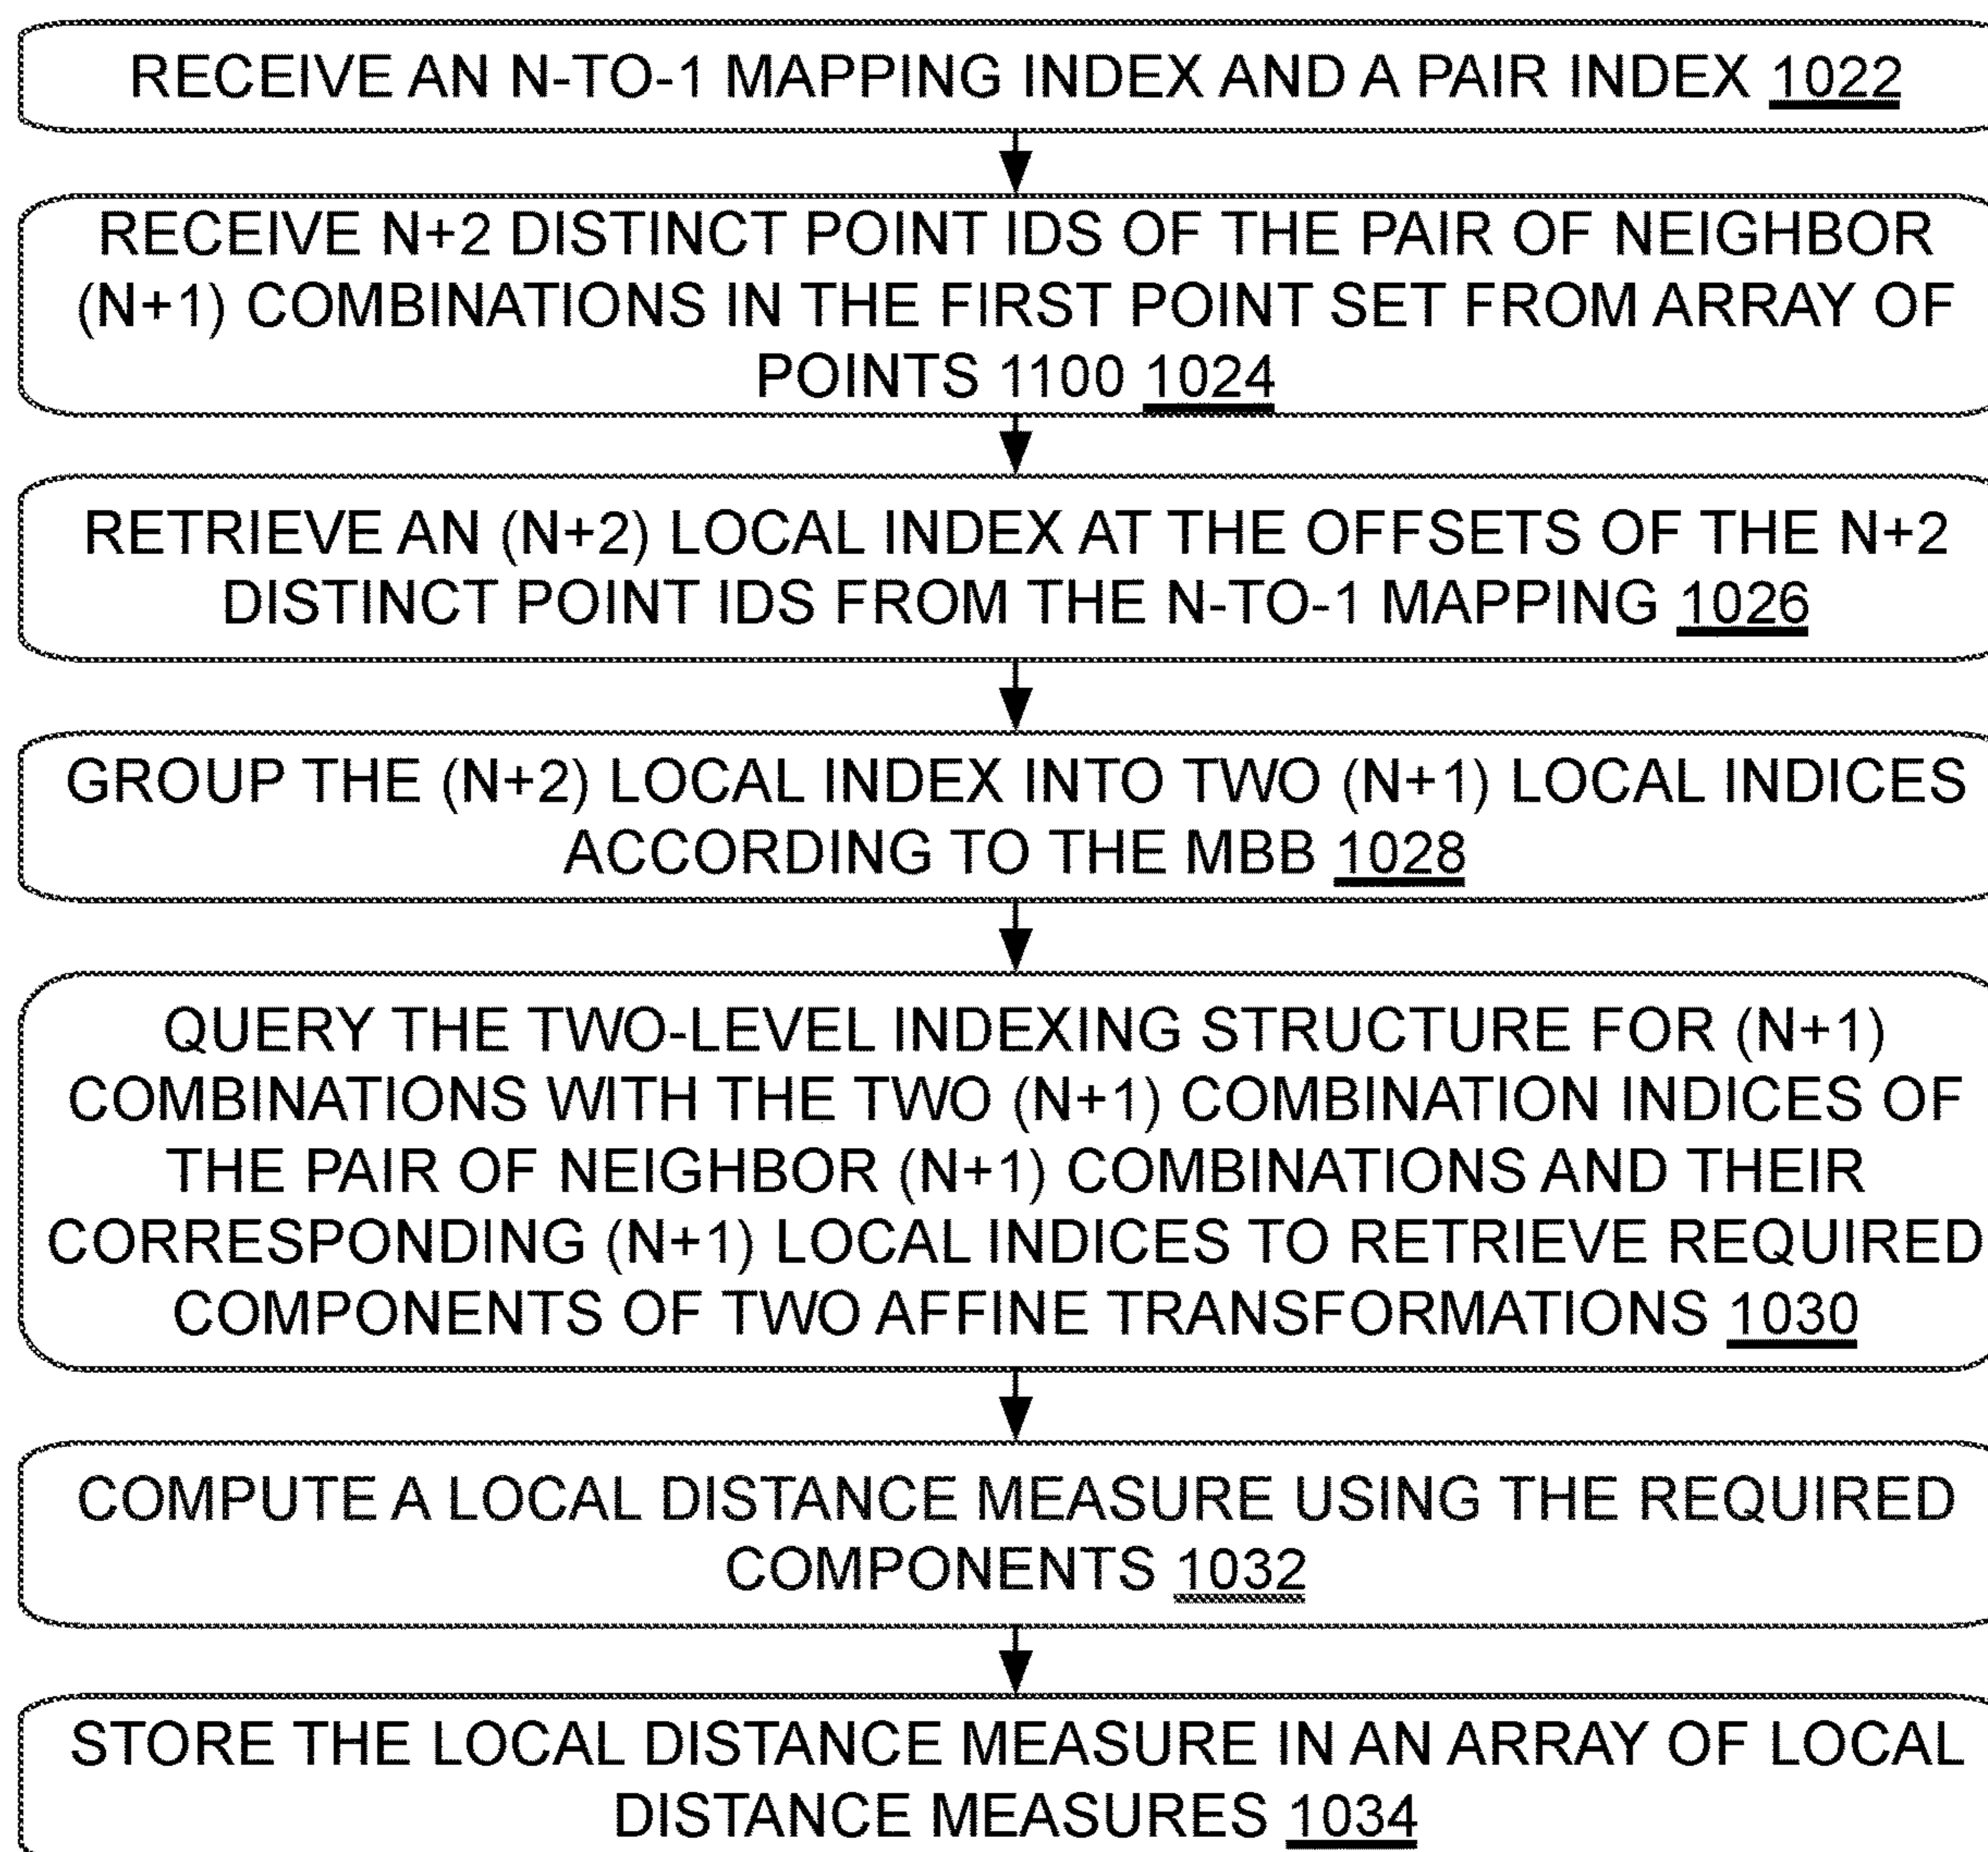 RECEIVE AN N-TO-1 MAPPING INDEX AND A PAIR INDEX 1022
RECEIVE N+2 DISTINCT POINT IDS OF THE PAIR OF NEIGHBOR
(N+1) COMBINATIONS IN THE FIRST POINT SET FROM ARRAY OF
POINTS 1100 1024
RETRIEVE AN (N+2) LOCAL INDEX AT THE OFFSETS OF THE N+2
DISTINCT POINT IDS FROM THE N-TO-1 MAPPING 1026
GROUP THE (N+2) LOCAL INDEX INTO TWO (N+1) LOCAL INDICES
ACCORDING TO THE MBB 1028
QUERY THE TWO-LEVEL INDEXING STRUCTURE FOR (N+1)
COMBINATIONS WITH THE TWO (N+1) COMBINATION INDICES OF
THE PAIR OF NEIGHBOR (N+1) COMBINATIONS AND THEIR
CORRESPONDING (N+1) LOCAL INDICES TO RETRIEVE REQUIRED
COMPONENTS OF TWO AFFINE TRANSFORMATIONS 1030
COMPUTE A LOCAL DISTANCE MEASURE USING THE REQUIRED
COMPONENTS 1032
STORE THE LOCAL DISTANCE MEASURE IN AN ARRAY OF LOCAL
DISTANCE MEASURES 1034